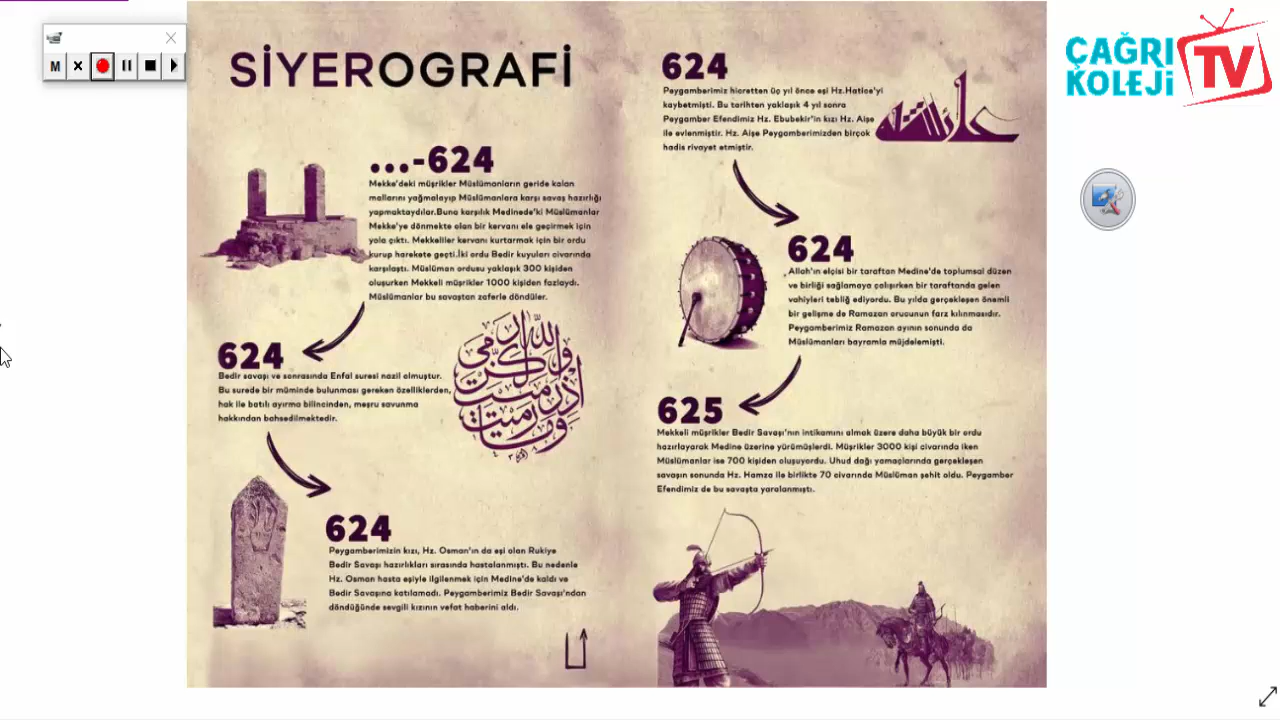 M
SİYEROGRAFİ
...-624
Mekke'deki müşrikler Müslümanların geride kalan
mallarını yağmalayıp Müslümanlara karşı savaş hazırlığı
yapmaktaydılar.Buna karşılık Medinede'ki Müslümanlar
Mekke'ye dönmekte olan bir kervanı ele geçirmek için
yola çıktı. Mekkeliler kervanı kurtarmak için bir ordu
kurup harekete geçti.İki ordu Bedir kuyuları civarında
karşılaştı. Müslüman ordusu yaklaşık 300 kişiden
oluşurken Mekkeli müşrikler 1000 kişiden fazlaydı.
Müslümanlar bu savaştan zaferle döndüler.
624
Bedir savaşı ve sonrasında Enfal suresi nazil olmuştur.
Bu surede bir müminde bulunması gereken özelliklerden,
hak ile batılı ayırma bilincinden, meşru savunma
hakkından bahsedilmektedir.
624
Peygamberimizin kızı, Hz. Osman'ın da eşi olan Rukiye
Bedir Savaşı hazırlıkları sırasında hastalanmıştı. Bu nedenle
Hz. Osman hasta eşiyle ilgilenmek için Medine'de kaldı ve
Bedir Savaşına katılamadı. Peygamberimiz Bedir Savaşı'ndan
döndüğünde sevgili kızının vefat haberini aldı.
624
Peygamberimiz hicretten üç yıl önce eşi Hz.Hatice'yi
kaybetmişti. Bu tarihten yaklaşık 4 yıl sonra
Peygamber Efendimiz Hz. Ebubekir'in kızı Hz. Aişe
ile evlenmiştir. Hz. Aişe Peygamberimizden birçok
hadis rivayet etmiştir.
624
Allah'ın elçisi bir taraftan Medine'de toplumsal düzen
ve birliği sağlamaya çalışırken bir taraftanda gelen
vahiyleri tebliğ ediyordu. Bu yılda gerçekleşen önemli
bir gelişme de Ramazan orucunun farz kılınmasıdır.
Peygamberimiz Ramazan ayının sonunda da
Müslümanları bayramla müjdelemişti.
625
Mekkeli müşrikler Bedir Savaşı'nın intikamını almak üzere daha büyük bir ordu
hazırlayarak Medine üzerine yürümüşlerdi. Müşrikler 3000 kişi civarında iken
Müslümanlar ise 700 kişiden oluşuyordu. Uhud dağı yamaçlarında gerçekleşen
savaşın sonunda Hz. Hamza ile birlikte 70 civarında Müslüman şehit oldu. Peygamber
Efendimiz de bu savaşta yaralanmıştı.
ÇAĞRI
KOLEJİ
TV